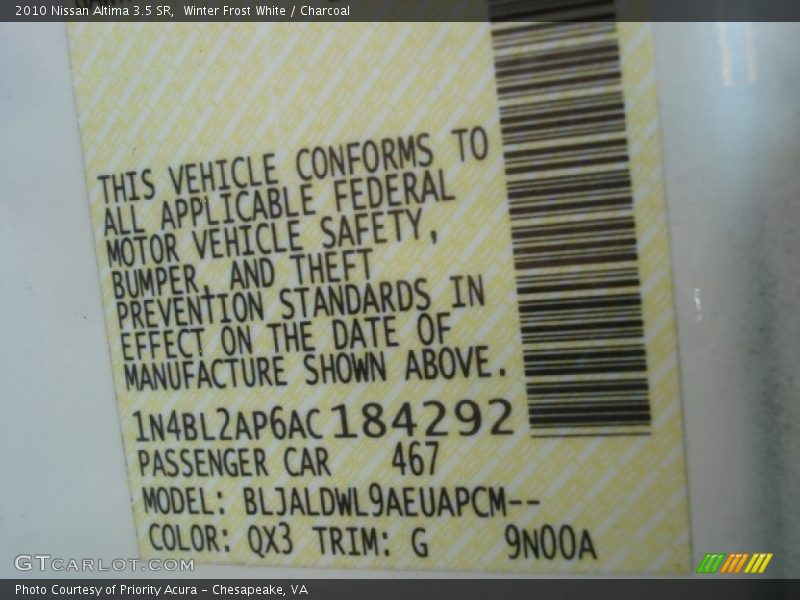 2010 Nissan Altima 3.5 SR,  Winter Frost White / Charcoal
THIS VEHICLE CONFORMS TO
ALL APPLICABLE FEDERAL
MOTOR VEHICLE SAFETY,
BUMPER, AND THEFT
PREVENTION STANDARDS IN
EFFECT ON THE DATE OF
MANUFACTURE SHOWN ABOVE.
1N4BL2AP6AC184292
PASSENGER CAR 467
MODEL: BLJALDWL9AEUAPCM--
COLOR: QX3 TRIM: G 9N00A
GTCARLOT.COM
Photo Courtesy of Priority Acura – Chesapeake, VA